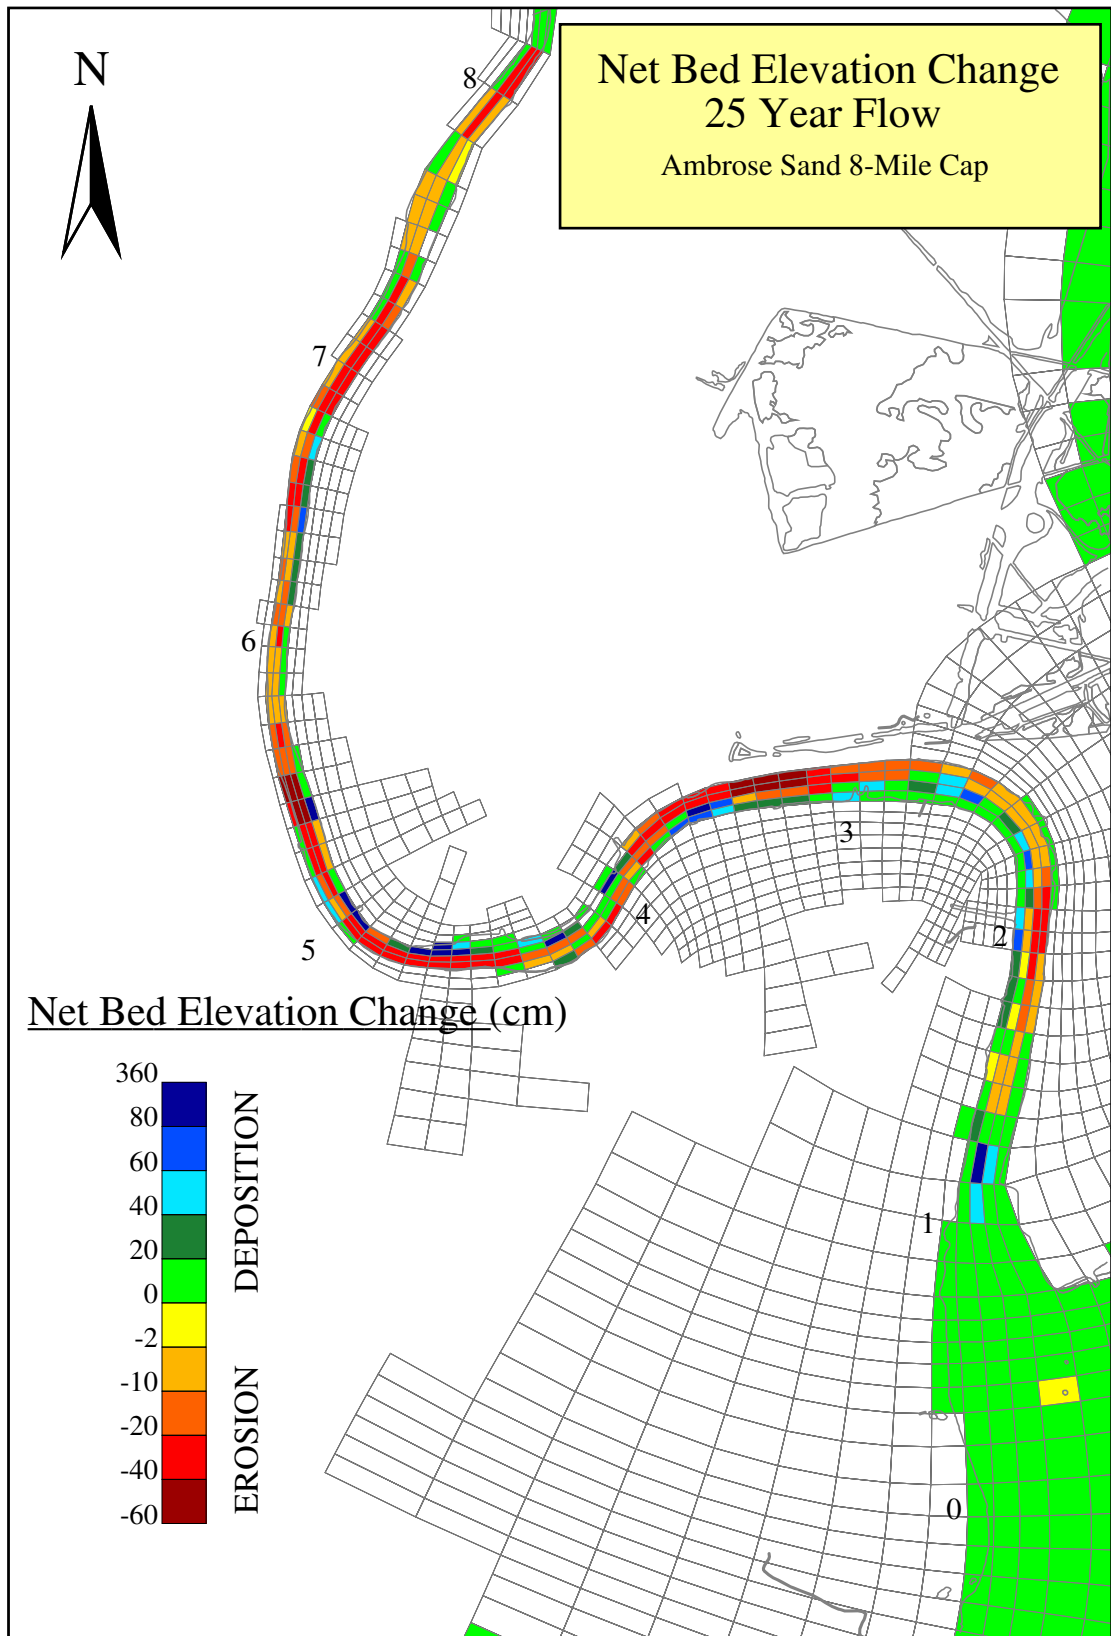 Net Bed Elevation Change
25 Year Flow
Ambrose Sand 8-Mile Cap
N
8
7
6
5
4
3
2
1
0
Net Bed Elevation Change (cm)
360
80
60
40
20
0
-2
-10
-20
-40
-60
DEPOSITION
EROSION